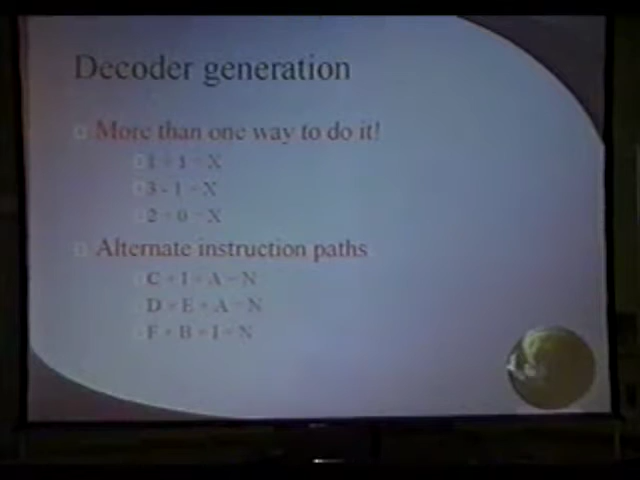 Decoder generation
More than one way to do it!
1 + 1 = X
3 - 1 = X
2 + 0 = X
Alternate instruction paths
C + I + A = N
D + E + A = N
F + B + I = N